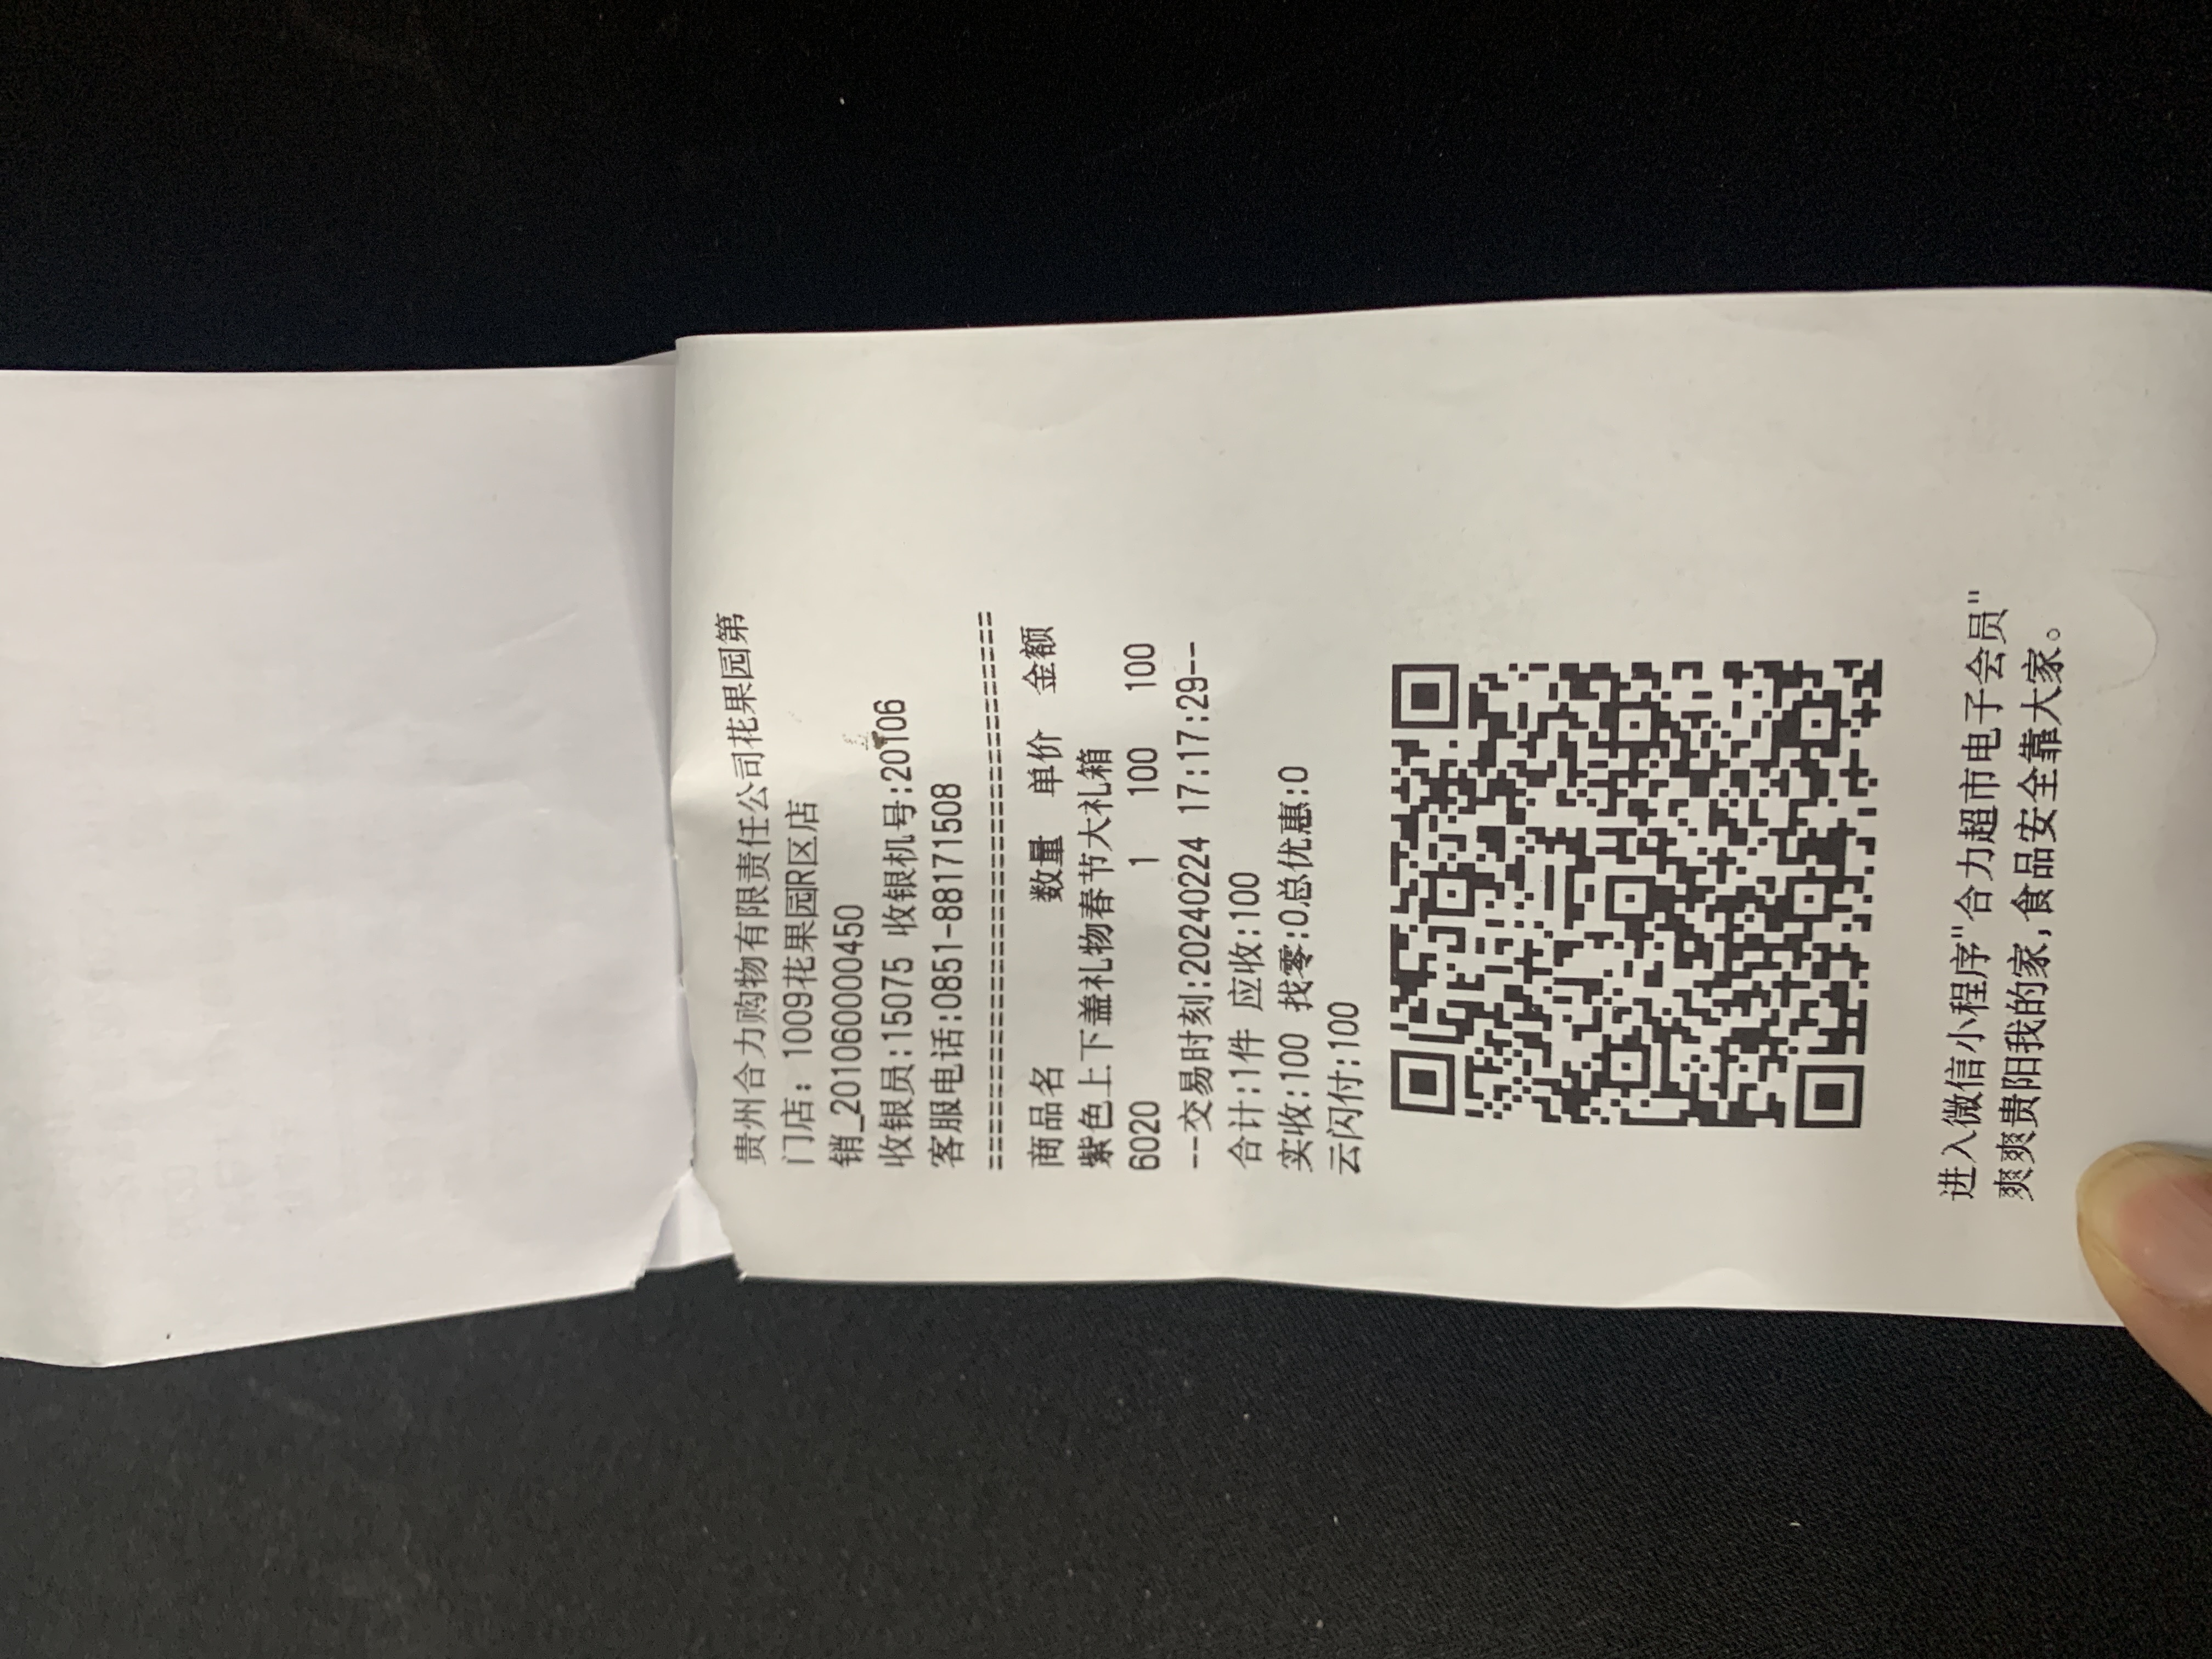 贵州合力购物有限责任公司花果园第
门店: 1009花果园R区店
销_201060000450
收银员:15075 收银机号:20106
客服电话:0851-88171508
================================
商品名 数量 单价 金额
紫色上下盖礼物春节大礼箱
6020 1 100 100
--交易时刻:20240224 17:17:29--
合计:1件 应收:100
实收:100 找零:0总优惠:0
云闪付:100
进入微信小程序"合力超市电子会员"
爽爽贵阳我的家,食品安全靠大家。